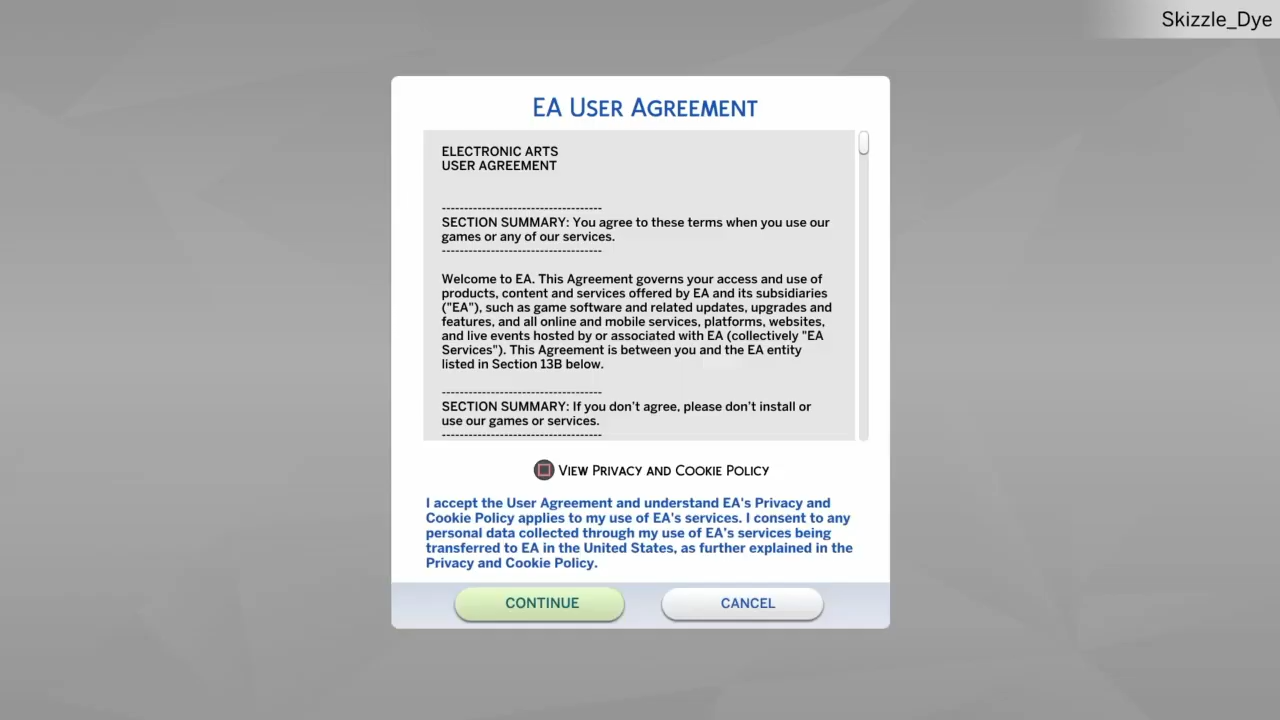 Skizzle_Dye
EA USER AGREEMENT
ELECTRONIC ARTS
USER AGREEMENT
-----------------------------------
SECTION SUMMARY: You agree to these terms when you use our
games or any of our services.
-----------------------------------
Welcome to EA. This Agreement governs your access and use of
products, content and services offered by EA and its subsidiaries
("EA"), such as game software and related updates, upgrades and
features, and all online and mobile services, platforms, websites,
and live events hosted by or associated with EA (collectively "EA
Services"). This Agreement is between you and the EA entity
listed in Section 13B below.
-----------------------------------
SECTION SUMMARY: If you don't agree, please don't install or
use our games or services.
-----------------------------------
VIEW PRIVACY AND COOKIE POLICY
I accept the User Agreement and understand EA's Privacy and
Cookie Policy applies to my use of EA's services. I consent to any
personal data collected through my use of EA's services being
transferred to EA in the United States, as further explained in the
Privacy and Cookie Policy.
CONTINUE
CANCEL